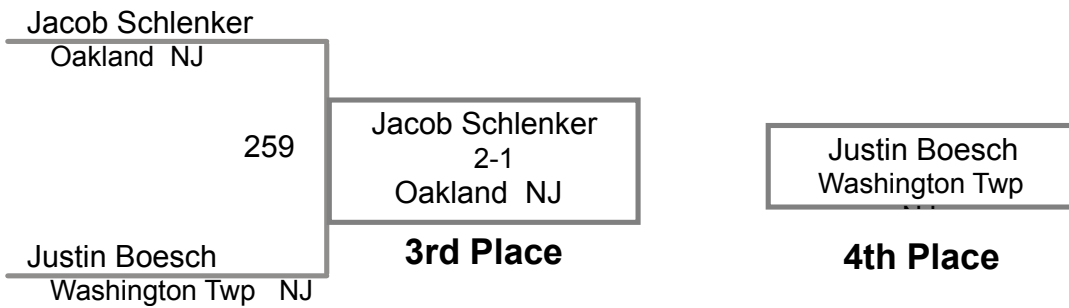 Jacob Schlenker
Oakland NJ
259
Jacob Schlenker
2-1
Oakland NJ
3rd Place
Justin Boesch
Washington Twp
4th Place
Justin Boesch
Washington Twp NJ